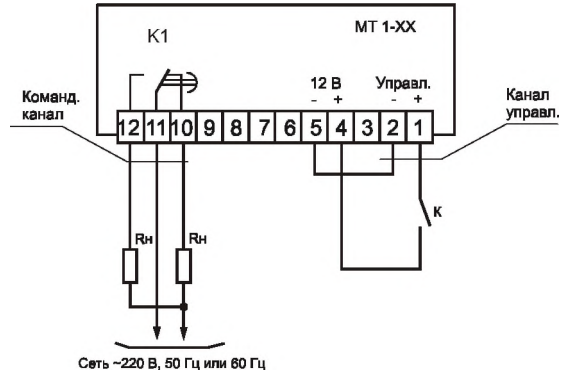 K1
МТ 1-XX
12 В
Управл.
- +
- +
Команд.
канал
Канал
управл.
12 11 10 9 8 7 6 5 4 3 2 1
К
Rн
Rн
Сеть ~220 В, 50 Гц или 60 Гц